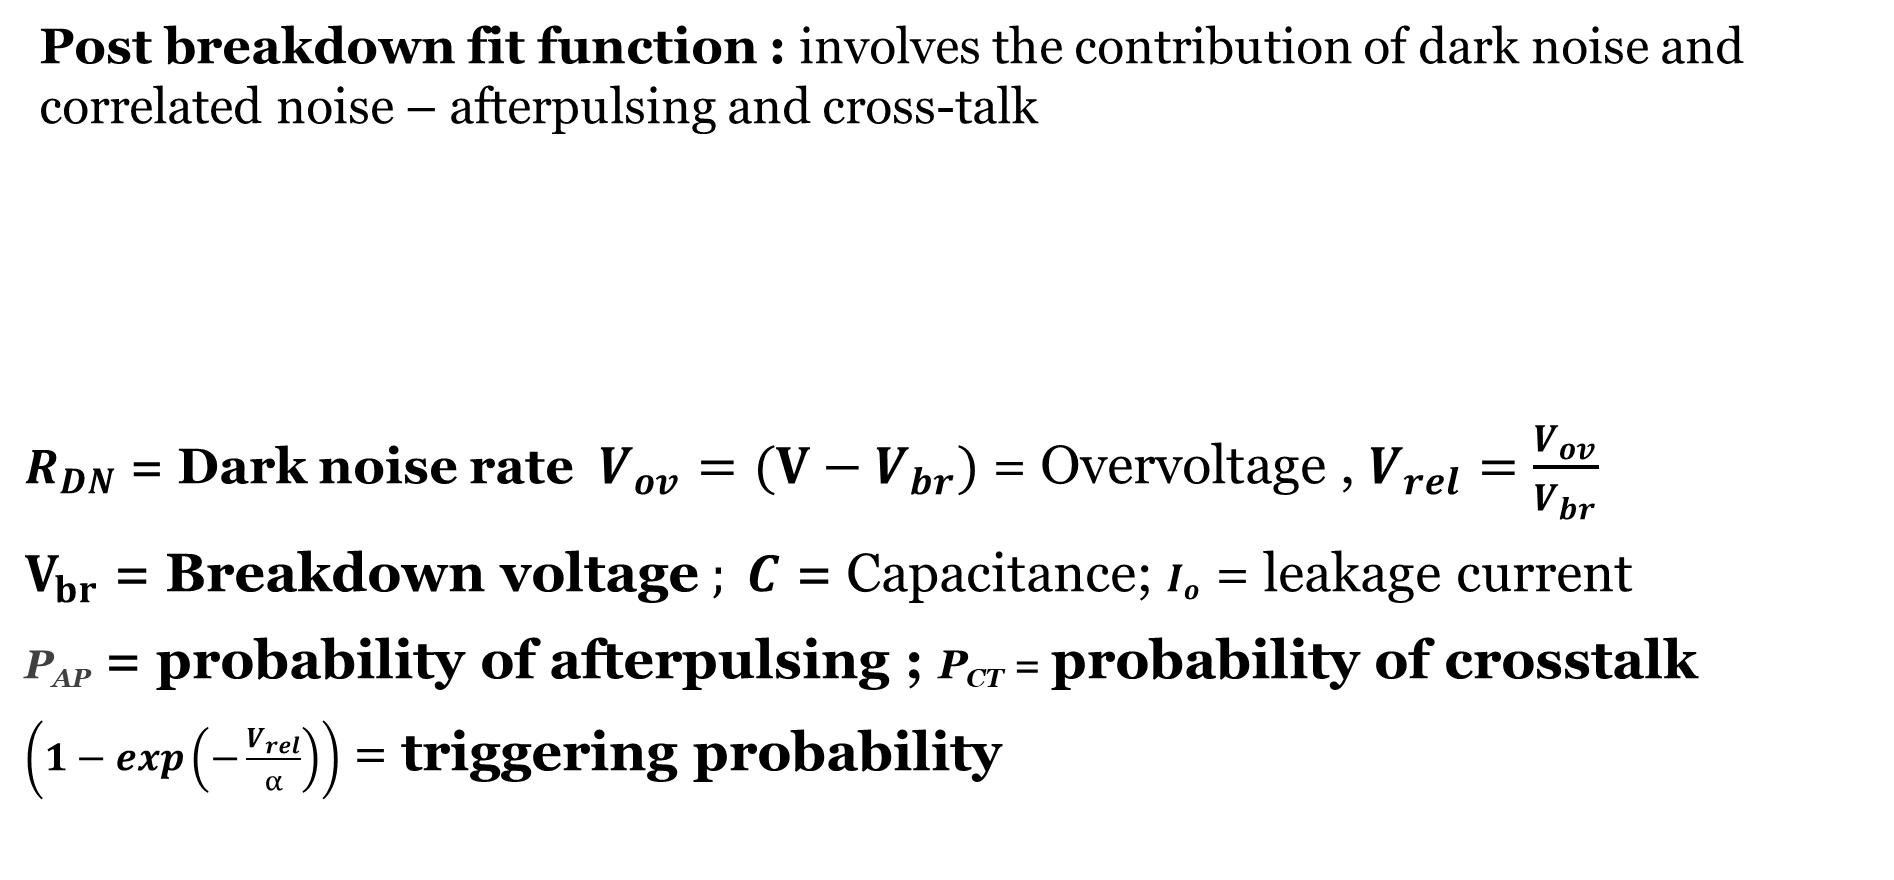 Post breakdown fit function : involves the contribution of dark noise and
correlated noise – afterpulsing and cross-talk
R_DN = Dark noise rate V_ov = (V − V_br) = Overvoltage , V_rel = V_ov/V_br
V_br = Breakdown voltage ; C = Capacitance; I_o = leakage current
P_AP = probability of afterpulsing ; P_CT = probability of crosstalk
(1 − exp(−V_rel/α)) = triggering probability